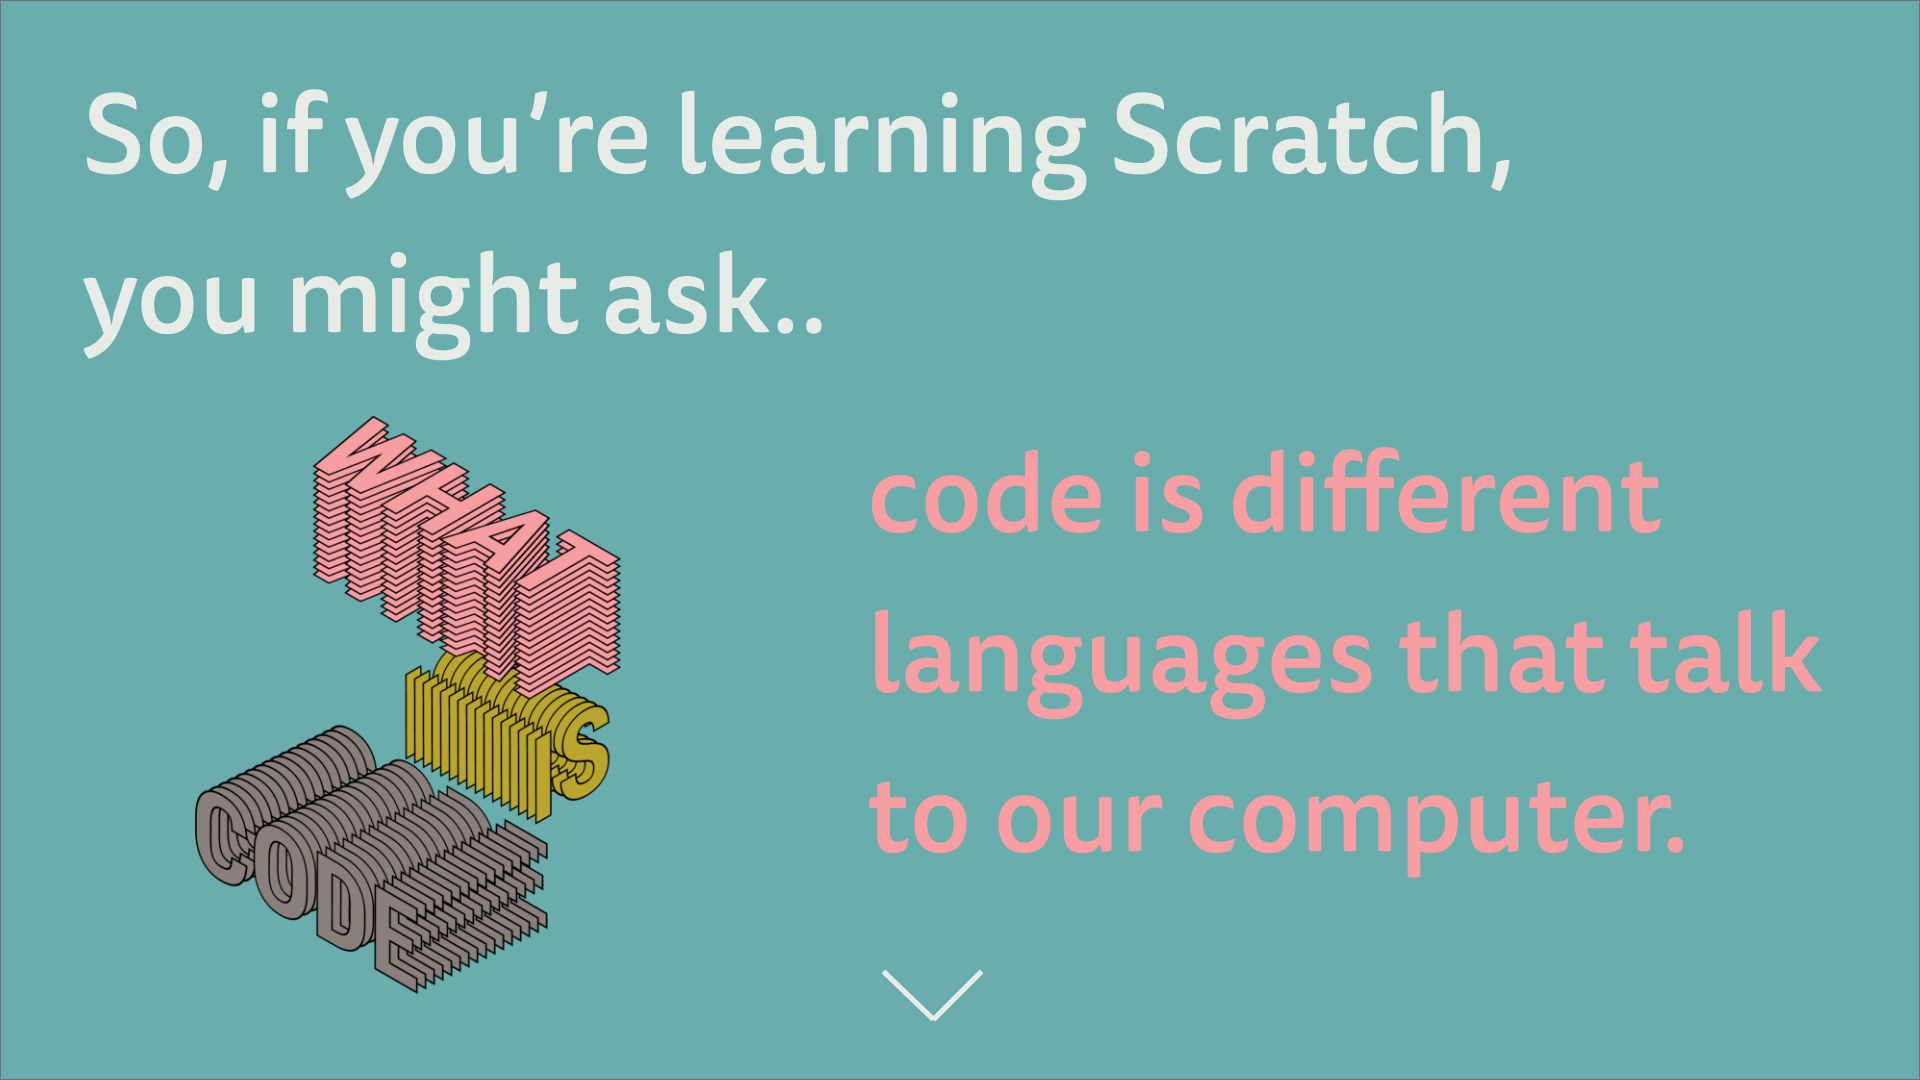 So, if you’re learning Scratch,
you might ask..
WHAT
IS
CODE
code is different
languages that talk
to our computer.